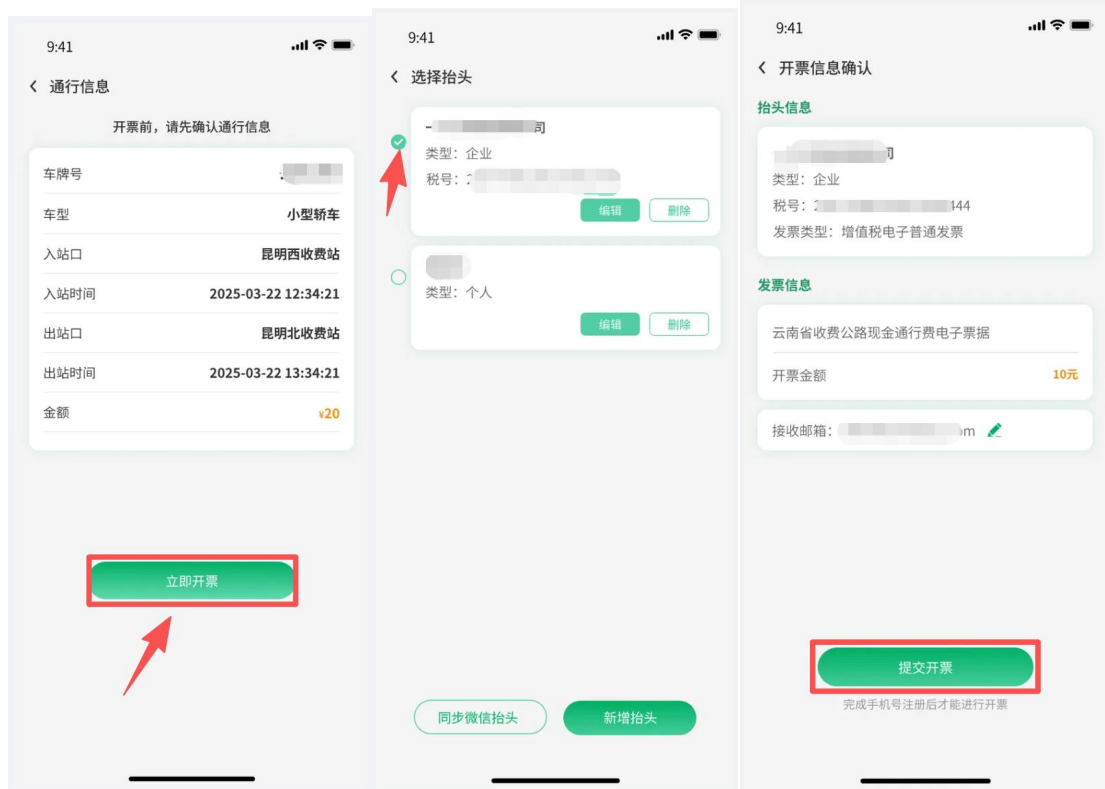 9:41
通行信息
开票前，请先确认通行信息
车牌号
车型 小型轿车
入站口 昆明西收费站
入站时间 2025-03-22 12:34:21
出站口 昆明北收费站
出站时间 2025-03-22 13:34:21
金额 ¥20
立即开票
9:41
选择抬头
司
类型：企业
税号：
编辑 删除
类型：个人
编辑 删除
同步微信抬头 新增抬头
9:41
开票信息确认
抬头信息
司
类型：企业
税号：444
发票类型：增值税电子普通发票
发票信息
云南省收费公路现金通行费电子票据
开票金额 10元
接收邮箱：
提交开票
完成手机号注册后才能进行开票